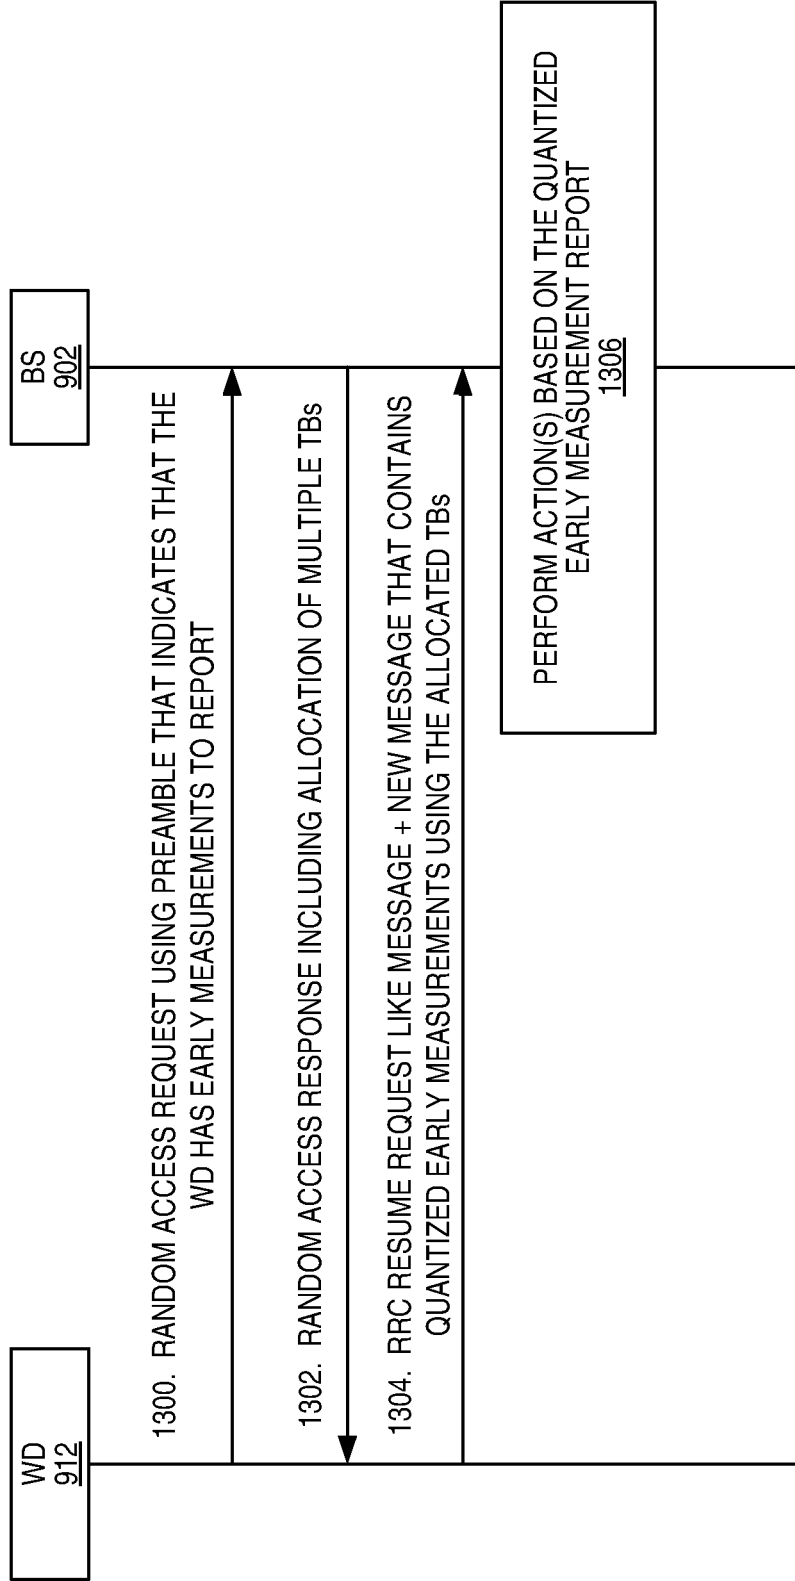 WD
912
BS
902
1300. RANDOM ACCESS REQUEST USING PREAMBLE THAT INDICATES THAT THE
WD HAS EARLY MEASUREMENTS TO REPORT
1302. RANDOM ACCESS RESPONSE INCLUDING ALLOCATION OF MULTIPLE TBs
1304. RRC RESUME REQUEST LIKE MESSAGE + NEW MESSAGE THAT CONTAINS
QUANTIZED EARLY MEASUREMENTS USING THE ALLOCATED TBs
PERFORM ACTION(S) BASED ON THE QUANTIZED
EARLY MEASUREMENT REPORT
1306